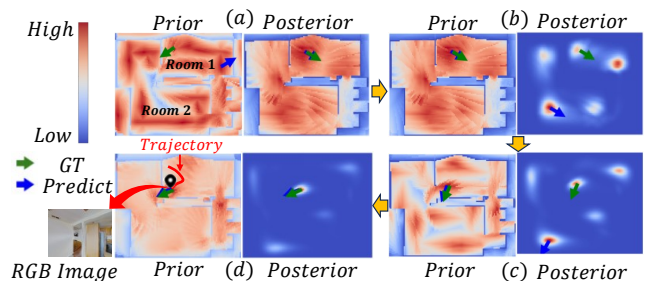 High
Low
GT
Predict
RGB Image
Prior (a) Posterior
Room 1
Room 2
Prior (b) Posterior
Trajectory
Prior (d) Posterior
Prior (c) Posterior